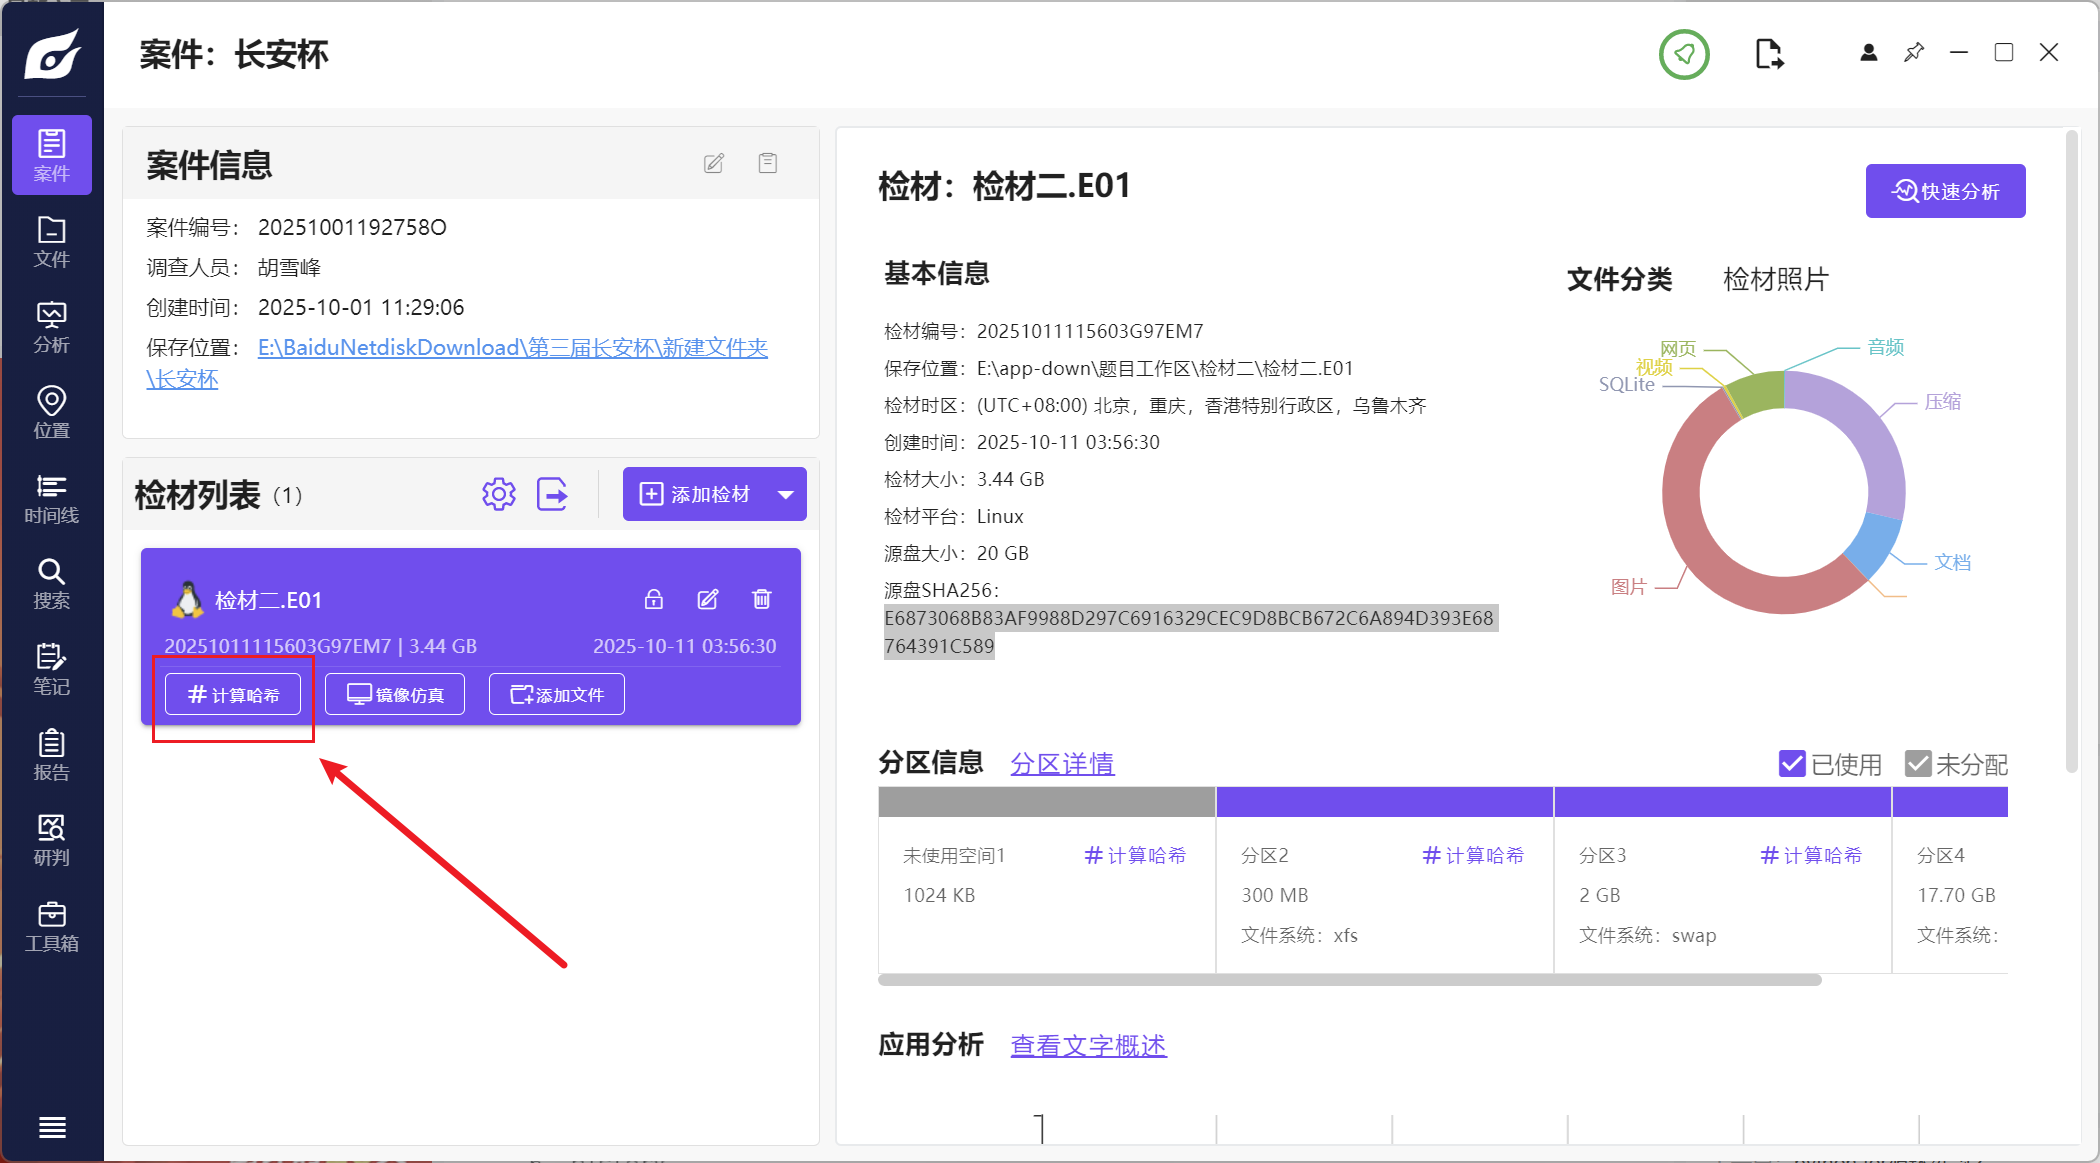 案件：长安杯
案件
文件
分析
位置
时间线
搜索
笔记
报告
研判
工具箱
案件信息
案件编号： 20251001192758O
调查人员： 胡雪峰
创建时间： 2025-10-01 11:29:06
保存位置： E:\BaiduNetdiskDownload\第三届长安杯\新建文件夹
\长安杯
检材列表 （1）
添加检材
检材二.E01
20251011115603G97EM7 | 3.44 GB 2025-10-11 03:56:30
计算哈希 镜像仿真 添加文件
检材：检材二.E01
快速分析
基本信息
检材编号：20251011115603G97EM7
保存位置：E:\app-down\题目工作区\检材二\检材二.E01
检材时区：(UTC+08:00) 北京，重庆，香港特别行政区，乌鲁木齐
创建时间：2025-10-11 03:56:30
检材大小：3.44 GB
检材平台：Linux
源盘大小：20 GB
源盘SHA256：
E6873068B83AF9988D297C6916329CEC9D8BCB672C6A894D393E68
764391C589
文件分类 检材照片
网页
视频
SQLite
音频
压缩
文档
图片
分区信息 分区详情 已使用 未分配
未使用空间1 #计算哈希
1024 KB
分区2 #计算哈希
300 MB
文件系统：xfs
分区3 #计算哈希
2 GB
文件系统：swap
分区4
17.70 GB
文件系统：
应用分析 查看文字概述